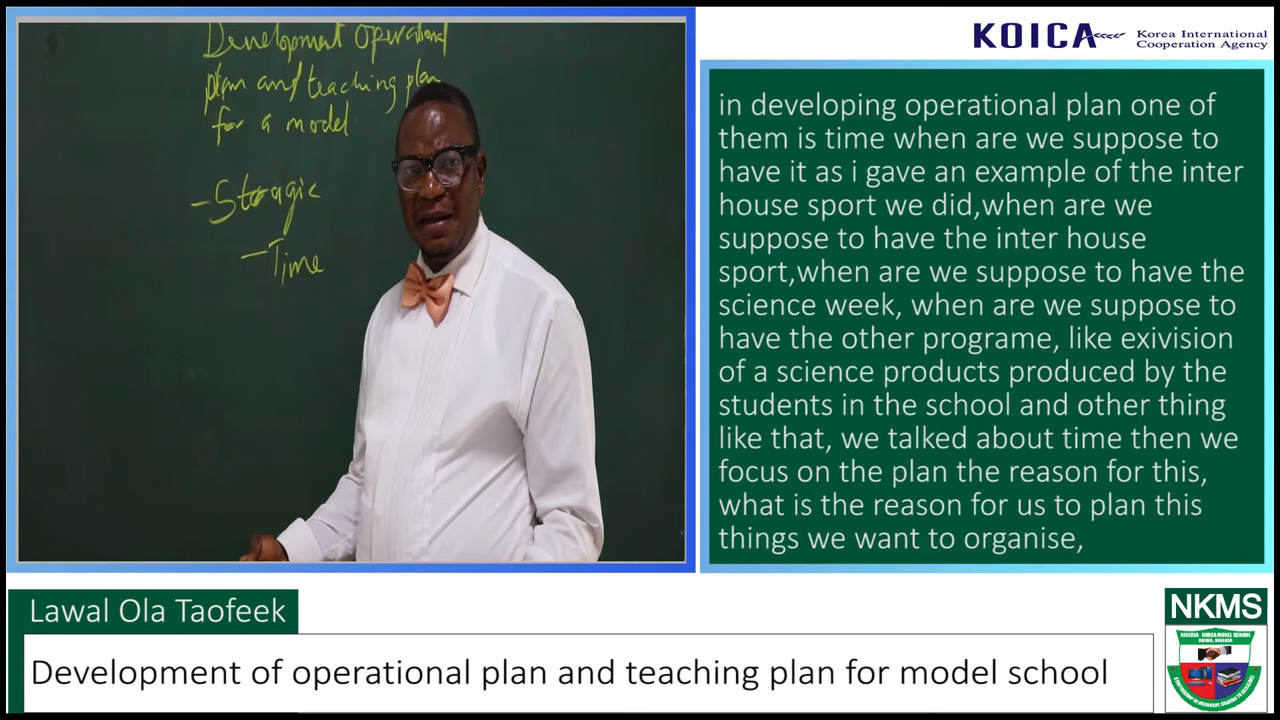 Development Operational
plan and teaching plan
for a model.
- Stragic
- Time
KOICA Korea International
Cooperation Agency
in developing operational plan one of
them is time when are we suppose to
have it as i gave an example of the inter
house sport we did,when are we
suppose to have the inter house
sport,when are we suppose to have the
science week, when are we suppose to
have the other programe, like exivision
of a science products produced by the
students in the school and other thing
like that, we talked about time then we
focus on the plan the reason for this,
what is the reason for us to plan this
things we want to organise,
Lawal Ola Taofeek
Development of operational plan and teaching plan for model school
NKMS
NIGERIA - KOREA MODEL SCHOOL
ABUJA, NIGERIA